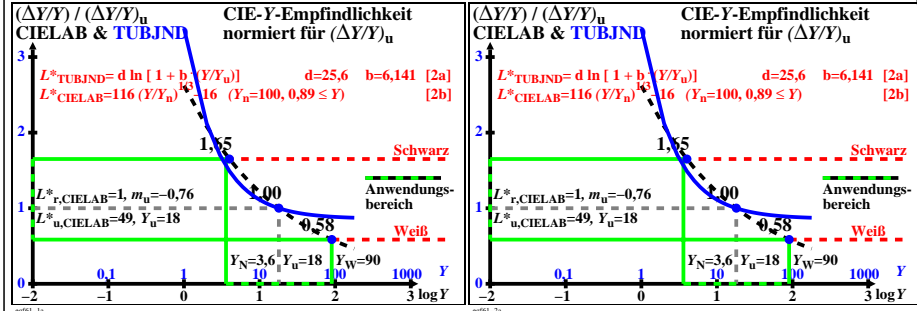 (ΔY/Y) / (ΔY/Y)u CIE-Y-Empfindlichkeit
CIELAB & TUBJND normiert für (ΔY/Y)u
3
L*TUBJND= d ln [ 1 + b (Y/Yu) d=25,6 b=6,141 [2a]
L*CIELAB=116 (Y/Yn)1/3−16 (Yn=100, 0,89 ≤ Y) [2b]
2
1,65
Schwarz
L*r,CIELAB=1, mu=−0,76 1,00 Anwendungs-
bereich
1
L*u,CIELAB=49, Yu=18 0,58
Weiß
YN=3,6 Yu=18 YW=90
0,1 1 10 100 1000 Y
0
−2 −1 0 1 2 3 log Y
(ΔY/Y) / (ΔY/Y)u CIE-Y-Empfindlichkeit
CIELAB & TUBJND normiert für (ΔY/Y)u
3
L*TUBJND= d ln [ 1 + b (Y/Yu) d=25,6 b=6,141 [2a]
L*CIELAB=116 (Y/Yn)1/3−16 (Yn=100, 0,89 ≤ Y) [2b]
2
1,65
Schwarz
L*r,CIELAB=1, mu=−0,76 1,00 Anwendungs-
bereich
1
L*u,CIELAB=49, Yu=18 0,58
Weiß
YN=3,6 Yu=18 YW=90
0,1 1 10 100 1000 Y
0
−2 −1 0 1 2 3 log Y